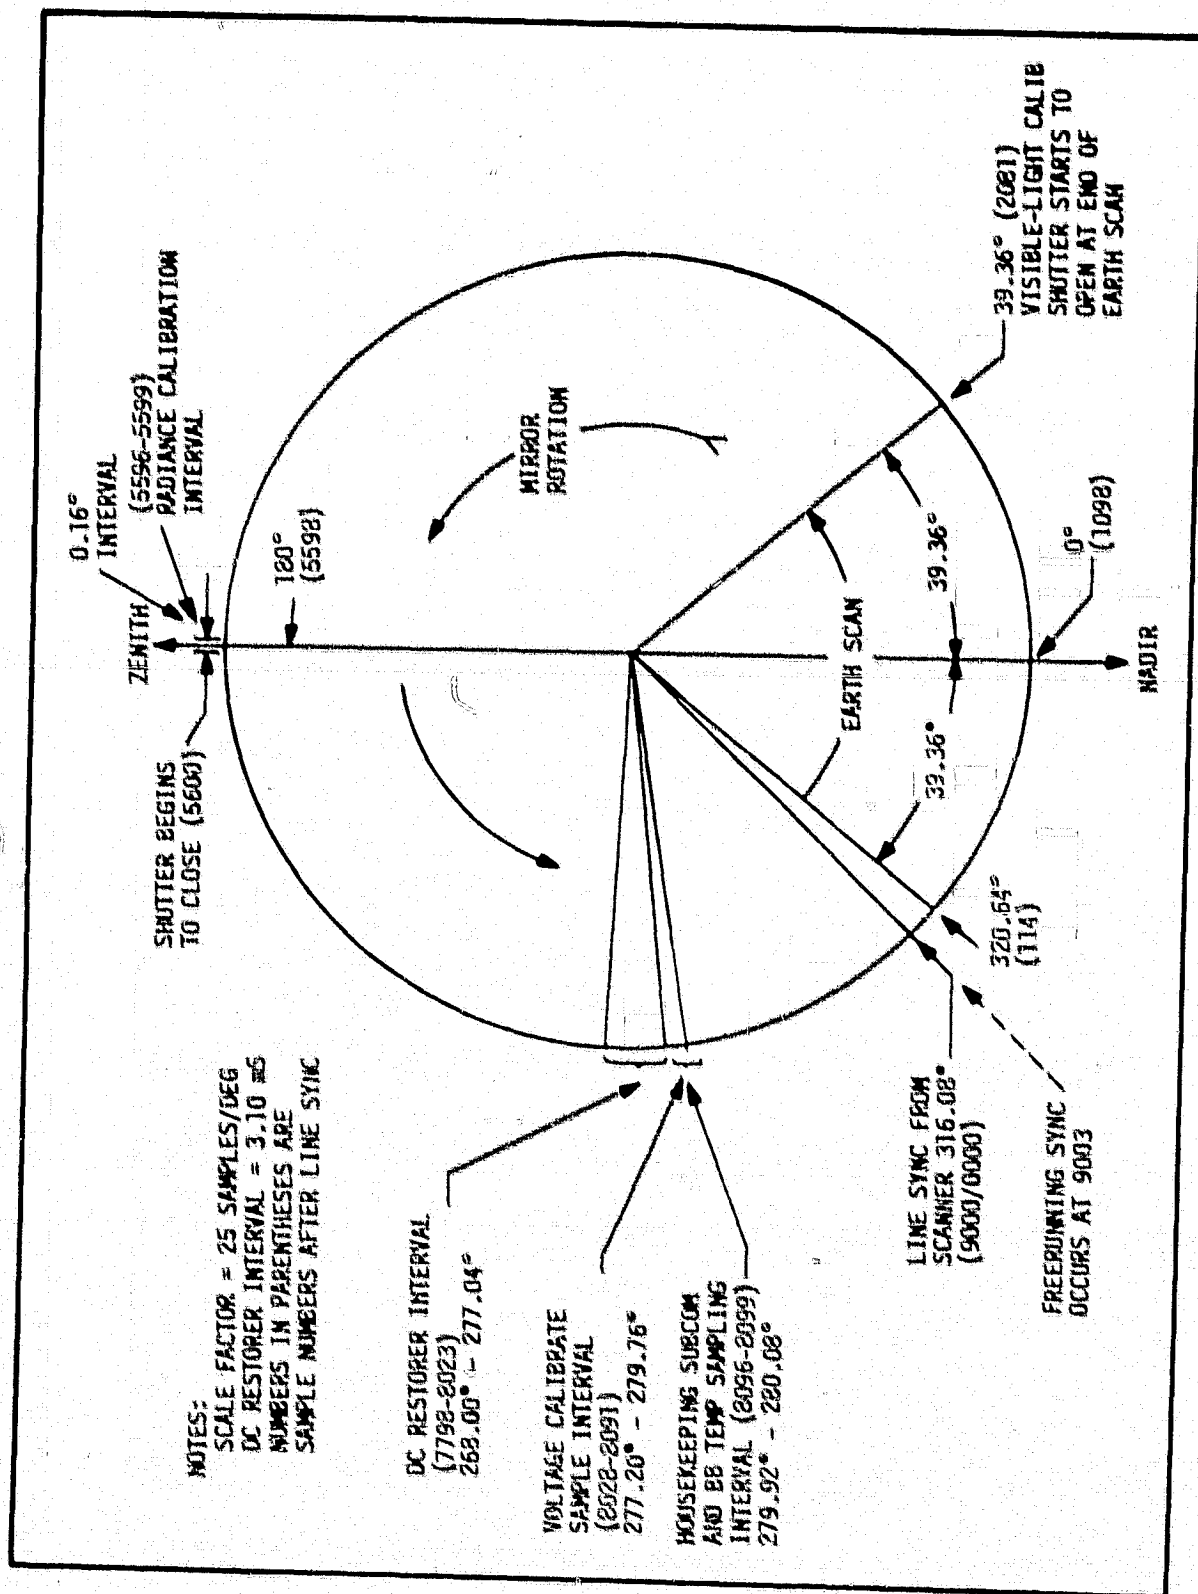 NOTES:
SCALE FACTOR = 25 SAMPLES/DEG
DC RESTORER INTERVAL = 3.10 mS
NUMBERS IN PARENTHESES ARE
SAMPLE NUMBERS AFTER LINE SYNC
SHUTTER BEGINS
TO CLOSE (5600)
ZENITH
0.16°
INTERVAL
(5596-5599)
RADIANCE CALIBRATION
INTERVAL
180°
(5598)
MIRROR
ROTATION
DC RESTORER INTERVAL
(7798-8023)
268.00° - 277.04°
VOLTAGE CALIBRATE
SAMPLE INTERVAL
(8028-8091)
277.20° - 279.76°
HOUSEKEEPING SUBCOM
AND BB TEMP SAMPLING
INTERVAL (8096-8099)
279.92° - 280.08°
EARTH SCAN
39.36°
39.36°
LINE SYNC FROM
SCANNER 316.08°
(9000/0000)
320.64°
(114)
FREERUNNING SYNC
OCCURS AT 9003
0°
(1098)
NADIR
39.36° (2081)
VISIBLE-LIGHT CALIB
SHUTTER STARTS TO
OPEN AT END OF
EARTH SCAN